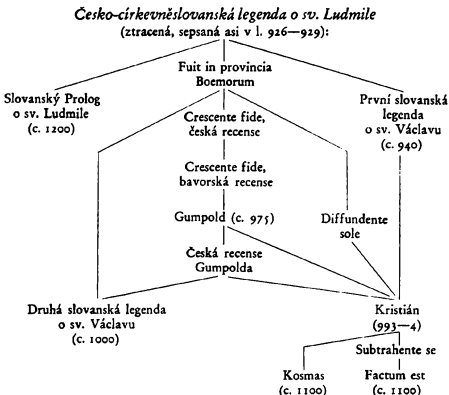 Česko-církevněslovanská legenda o sv. Ludmile
(ztracená, sepsaná asi v l. 926—929):
Fuit in provincia
Boemorum
Slovanský Prolog
o sv. Ludmile
(c. 1200)
První slovanská
legenda
o sv. Václavu
(c. 940)
Crescente fide,
česká recense
Crescente fide,
bavorská recense
Gumpold (c. 975)
Diffundente
sole
Česká recense
Gumpolda
Druhá slovanská legenda
o sv. Václavu
(c. 1000)
Kristián
(993—4)
Subtrahente se
Kosmas
(c. 1100)
Factum est
(c. 1100)